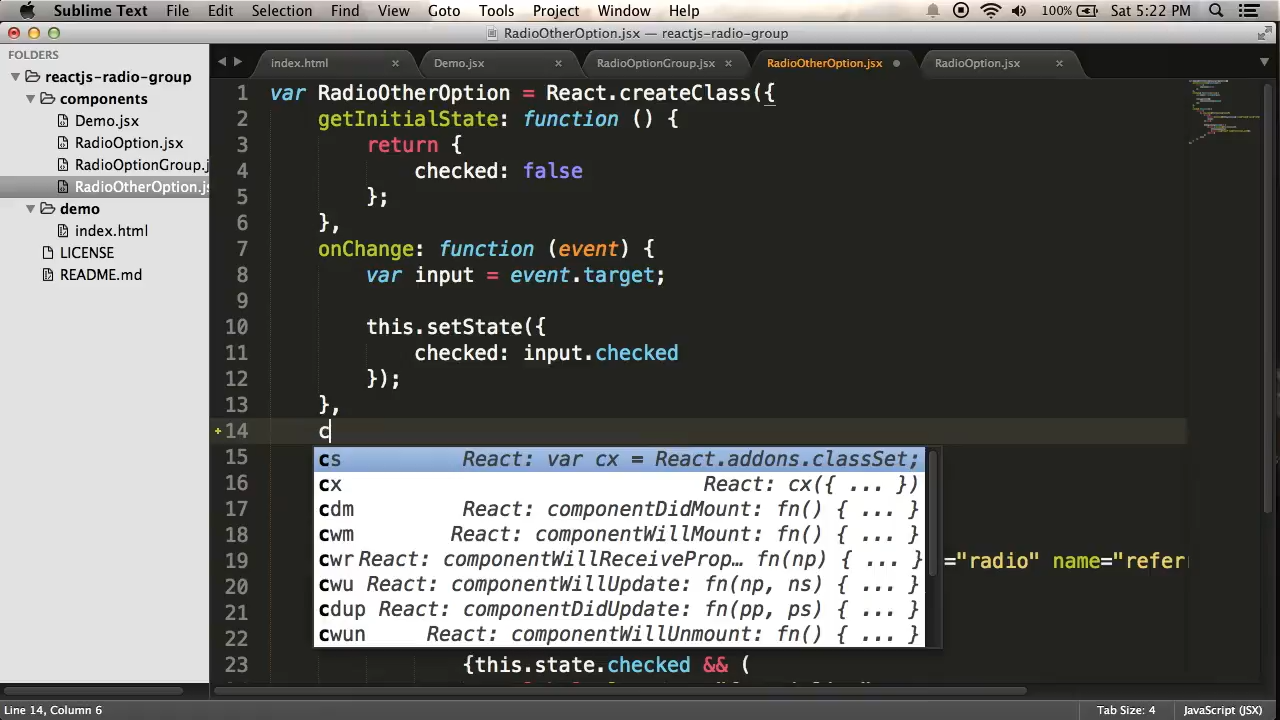 Sublime Text File Edit Selection Find View Goto Tools Project Window Help 100% Sat 5:22 PM
RadioOtherOption.jsx — reactjs-radio-group
FOLDERS
reactjs-radio-group
components
Demo.jsx
RadioOption.jsx
RadioOptionGroup.j
RadioOtherOption.js
demo
index.html
LICENSE
README.md
index.html × Demo.jsx × RadioOptionGroup.jsx × RadioOtherOption.jsx RadioOption.jsx ×
1 var RadioOtherOption = React.createClass({
2 getInitialState: function () {
3 return {
4 checked: false
5 };
6 },
7 onChange: function (event) {
8 var input = event.target;
9
10 this.setState({
11 checked: input.checked
12 });
13 },
14 c
15
16
17
18
19 ="radio" name="refer
20
21
22
23 {this.state.checked && (
cs React: var cx = React.addons.classSet;
cx React: cx({ ... })
cdm React: componentDidMount: fn() { ... }
cwm React: componentWillMount: fn() { ... }
cwr React: componentWillReceiveProp… fn(np) { ... }
cwu React: componentWillUpdate: fn(np, ns) { ... }
cdup React: componentDidUpdate: fn(pp, ps) { ... }
cwun React: componentWillUnmount: fn() { ... }
Line 14, Column 6 Tab Size: 4 JavaScript (JSX)